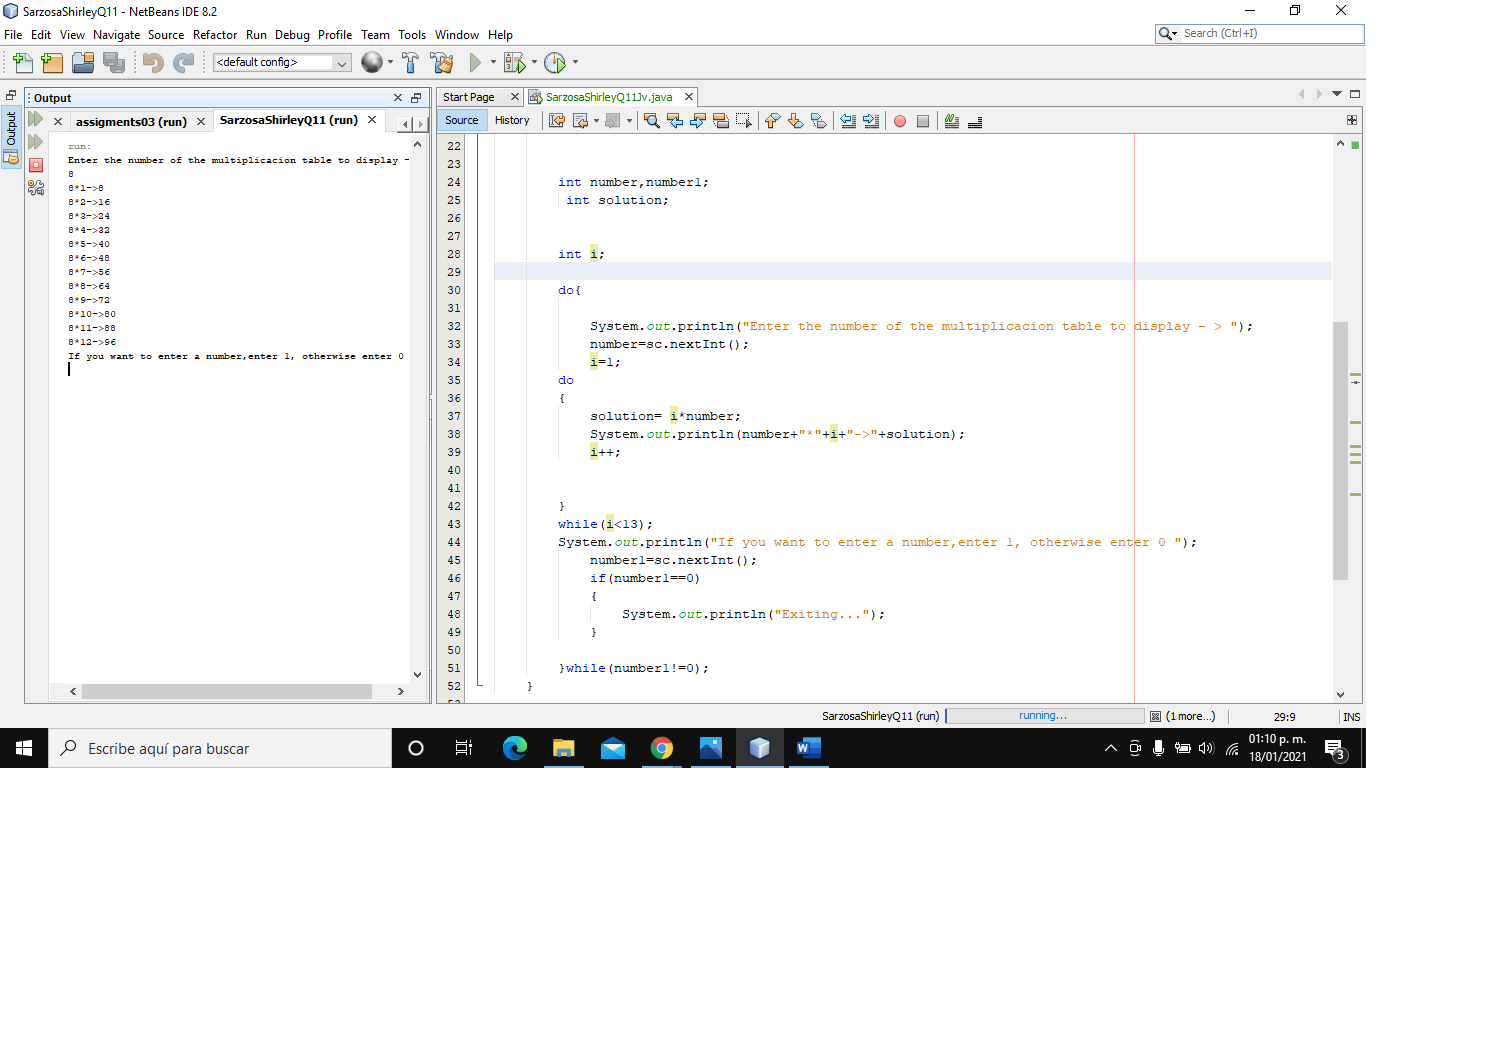 SarzosaShirleyQ11 - NetBeans IDE 8.2
File Edit View Navigate Source Refactor Run Debug Profile Team Tools Window Help
Search (Ctrl+I)
<default config>
Output
Output
assigments03 (run)
SarzosaShirleyQ11 (run)
run:
Enter the number of the multiplicacion table to display -
8
8*1->8
8*2->16
8*3->24
8*4->32
8*5->40
8*6->48
8*7->56
8*8->64
8*9->72
8*10->80
8*11->88
8*12->96
If you want to enter a number,enter 1, otherwise enter 0
Start Page
SarzosaShirleyQ11Jv.java
Source History
22
23
24 int number,number1;
25 int solution;
26
27
28 int i;
29
30 do{
31
32 System.out.println("Enter the number of the multiplicacion table to display - > ");
33 number=sc.nextInt();
34 i=1;
35 do
36 {
37 solution= i*number;
38 System.out.println(number+"*"+i+"->"+solution);
39 i++;
40
41
42 }
43 while(i<13);
44 System.out.println("If you want to enter a number,enter 1, otherwise enter 0 ");
45 number1=sc.nextInt();
46 if(number1==0)
47 {
48 System.out.println("Exiting...");
49 }
50
51 }while(number1!=0);
52 }
SarzosaShirleyQ11 (run) running... (1 more...) 29:9 INS
Escribe aquí para buscar
01:10 p. m.
18/01/2021
3